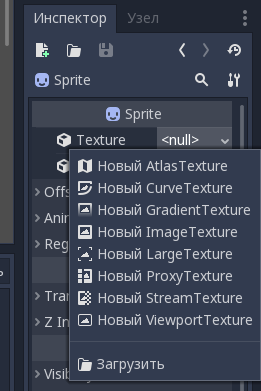 Инспектор Узел
Sprite
Sprite
Texture <null>
Новый AtlasTexture
Новый CurveTexture
Offs
Новый GradientTexture
Anir
Новый ImageTexture
Reg
Новый LargeTexture
Новый ProxyTexture
Tran
Новый StreamTexture
Z In
Новый ViewportTexture
Загрузить
Visib